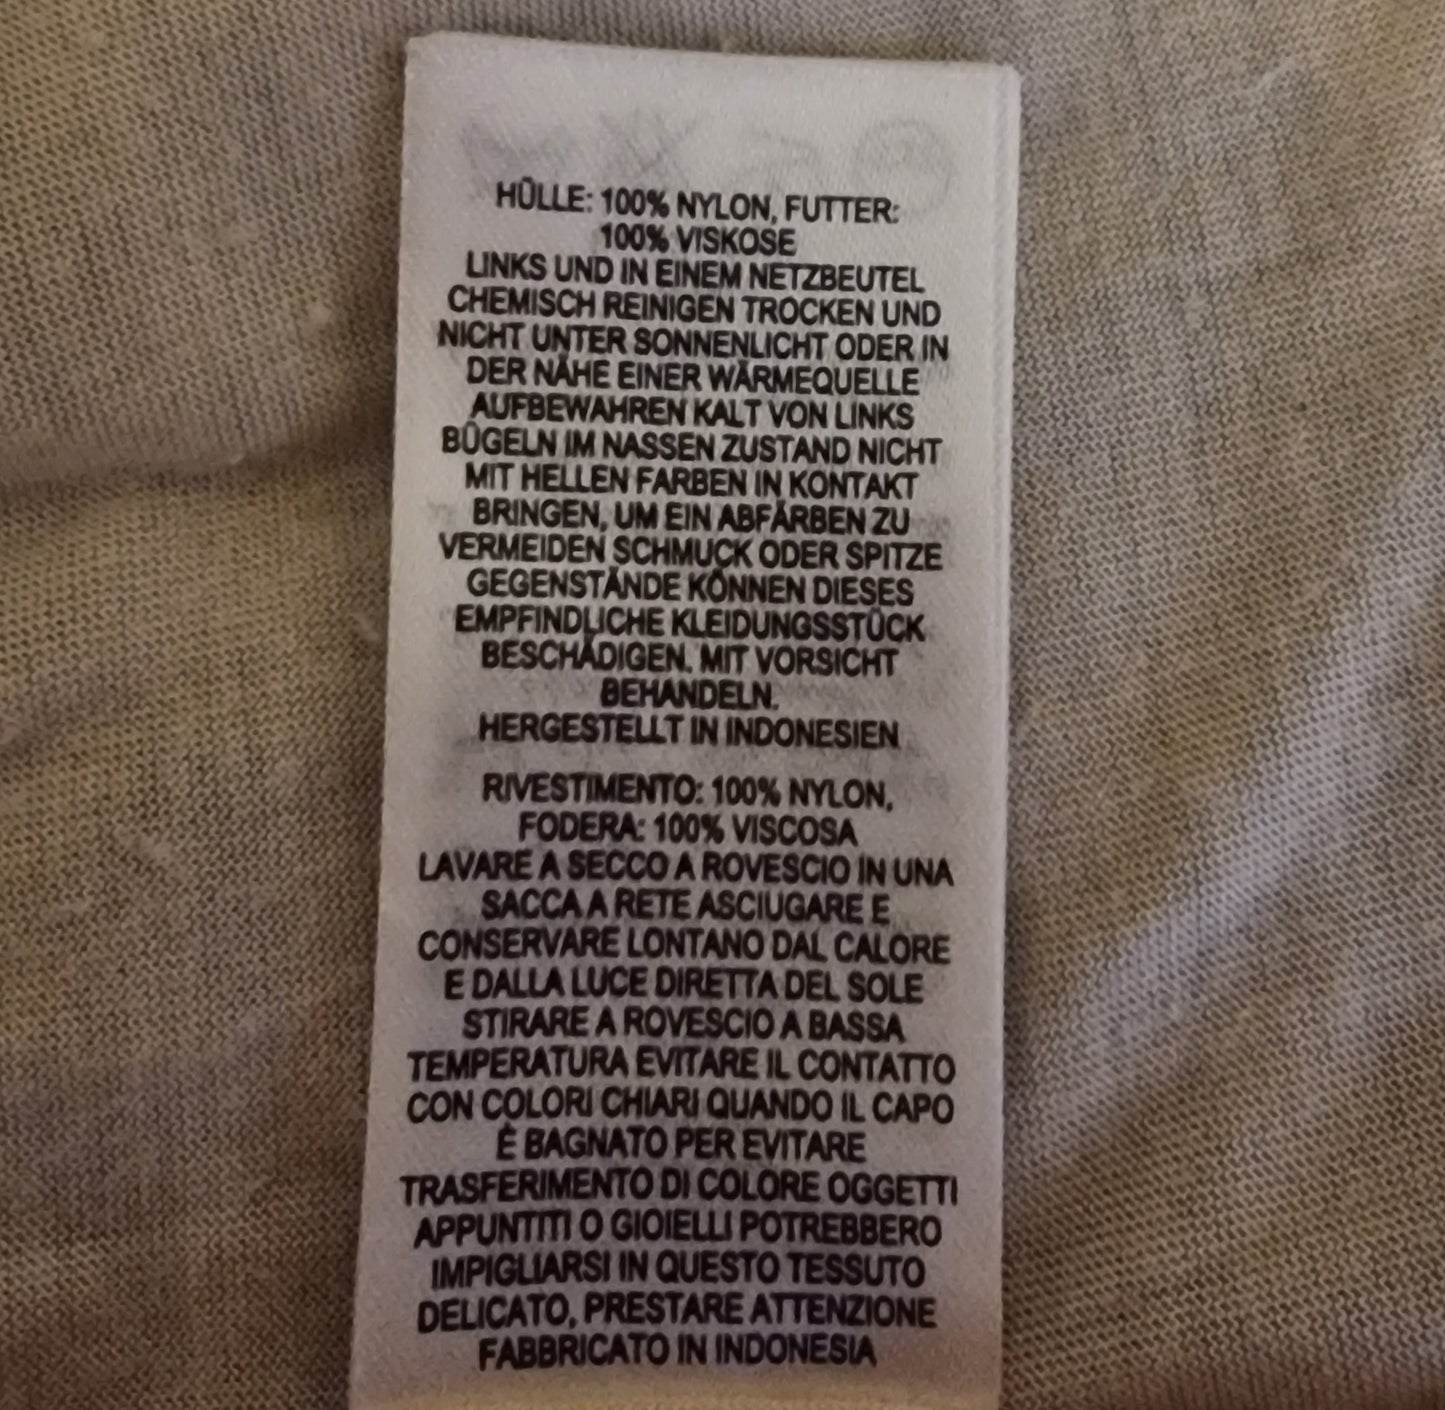 HÜLLE: 100% NYLON, FUTTER:
100% VISKOSE
LINKS UND IN EINEM NETZBEUTEL
CHEMISCH REINIGEN TROCKEN UND
NICHT UNTER SONNENLICHT ODER IN
DER NÄHE EINER WÄRMEQUELLE
AUFBEWAHREN KALT VON LINKS
BÜGELN IM NASSEN ZUSTAND NICHT
MIT HELLEN FARBEN IN KONTAKT
BRINGEN, UM EIN ABFÄRBEN ZU
VERMEIDEN SCHMUCK ODER SPITZE
GEGENSTÄNDE KÖNNEN DIESES
EMPFINDLICHE KLEIDUNGSSTÜCK
BESCHÄDIGEN. MIT VORSICHT
BEHANDELN.
HERGESTELLT IN INDONESIEN
RIVESTIMENTO: 100% NYLON,
FODERA: 100% VISCOSA
LAVARE A SECCO A ROVESCIO IN UNA
SACCA A RETE ASCIUGARE E
CONSERVARE LONTANO DAL CALORE
E DALLA LUCE DIRETTA DEL SOLE
STIRARE A ROVESCIO A BASSA
TEMPERATURA EVITARE IL CONTATTO
CON COLORI CHIARI QUANDO IL CAPO
È BAGNATO PER EVITARE
TRASFERIMENTO DI COLORE OGGETTI
APPUNTITI O GIOIELLI POTREBBERO
IMPIGLIARSI IN QUESTO TESSUTO
DELICATO, PRESTARE ATTENZIONE
FABBRICATO IN INDONESIA